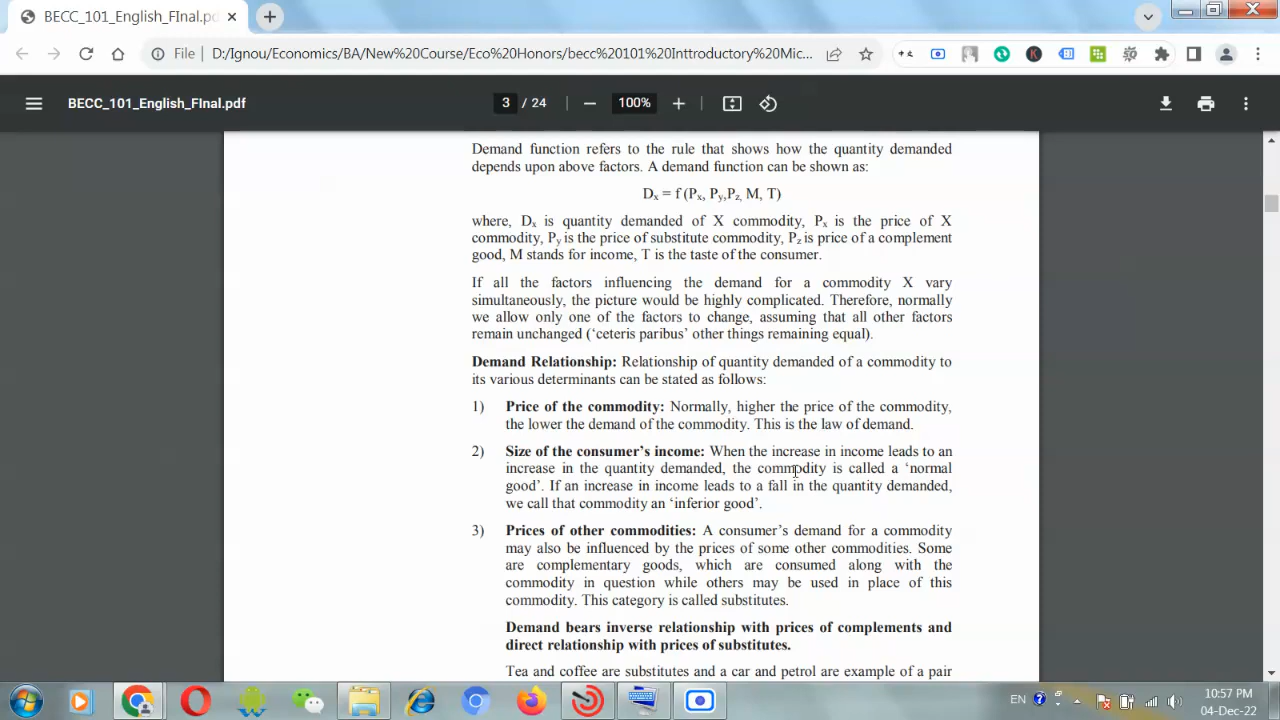 BECC_101_English_FInal.pd
File
D:/Ignou/Economics/BA/New%20Course/Eco%20Honors/becc%20101%20Inttroductory%20Mic...
BECC_101_English_FInal.pdf
3 / 24
100%
Demand function refers to the rule that shows how the quantity demanded
depends upon above factors. A demand function can be shown as:
Dx = f (Px, Py,Pz, M, T)
where, Dx is quantity demanded of X commodity, Px is the price of X
commodity, Py is the price of substitute commodity, Pz is price of a complement
good, M stands for income, T is the taste of the consumer.
If all the factors influencing the demand for a commodity X vary
simultaneously, the picture would be highly complicated. Therefore, normally
we allow only one of the factors to change, assuming that all other factors
remain unchanged (‘ceteris paribus’ other things remaining equal).
Demand Relationship: Relationship of quantity demanded of a commodity to
its various determinants can be stated as follows:
1) Price of the commodity: Normally, higher the price of the commodity,
the lower the demand of the commodity. This is the law of demand.
2) Size of the consumer’s income: When the increase in income leads to an
increase in the quantity demanded, the commodity is called a ‘normal
good’. If an increase in income leads to a fall in the quantity demanded,
we call that commodity an ‘inferior good’.
3) Prices of other commodities: A consumer’s demand for a commodity
may also be influenced by the prices of some other commodities. Some
are complementary goods, which are consumed along with the
commodity in question while others may be used in place of this
commodity. This category is called substitutes.
Demand bears inverse relationship with prices of complements and
direct relationship with prices of substitutes.
Tea and coffee are substitutes and a car and petrol are example of a pair
EN
10:57 PM
04-Dec-22